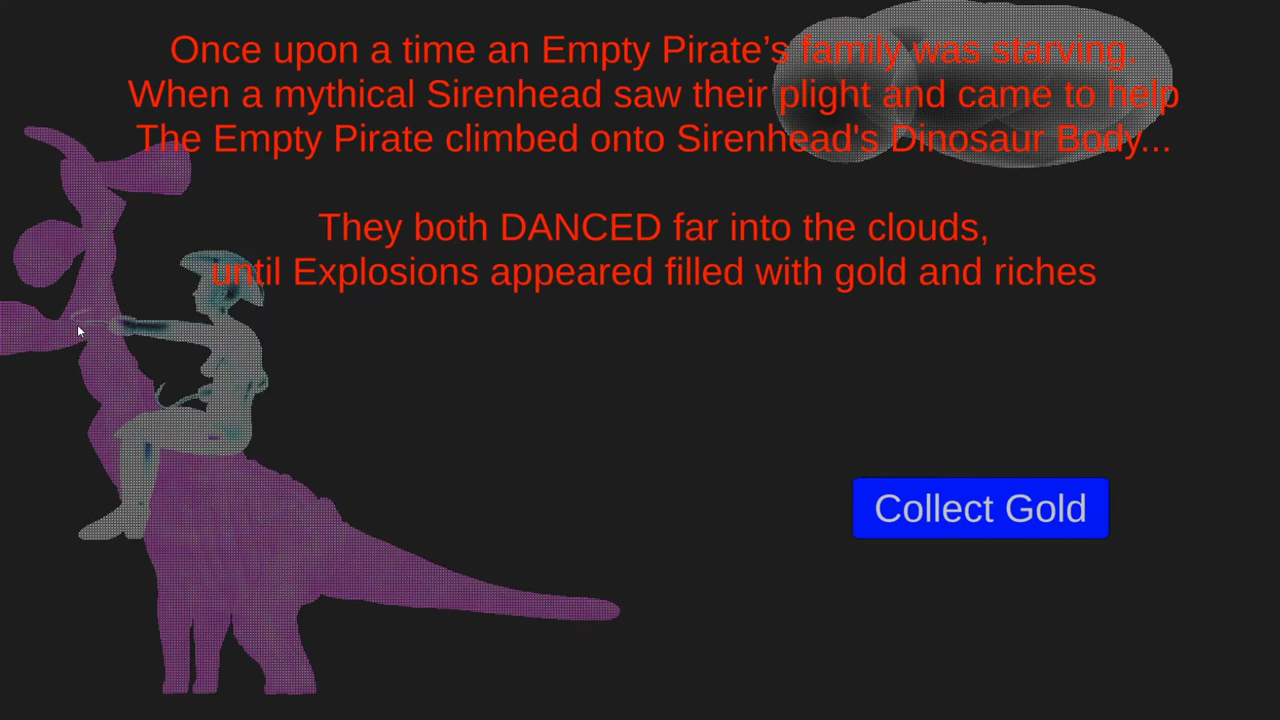 Once upon a time an Empty Pirate’s family was starving.
When a mythical Sirenhead saw their plight and came to help
The Empty Pirate climbed onto Sirenhead's Dinosaur Body...
They both DANCED far into the clouds,
until Explosions appeared filled with gold and riches
Collect Gold